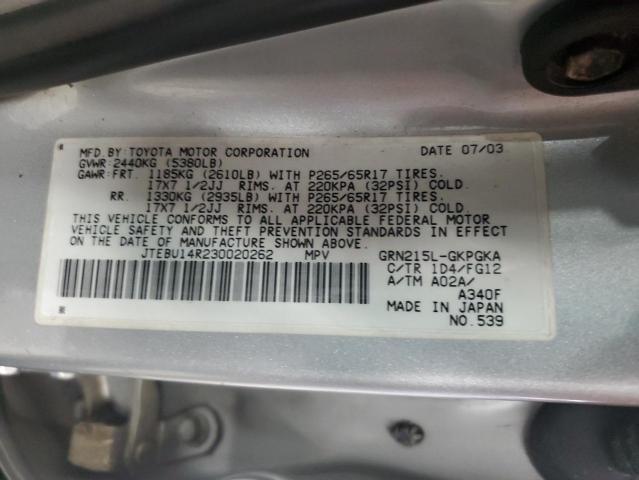 MFD BY: TOYOTA MOTOR CORPORATION DATE 07/03
GVWR: 2440KG (5380LB)
GAWR: FRT. 1185KG (2610LB) WITH P265/65R17 TIRES.
17X7 1/2JJ RIMS. AT 220KPA (32PSI) COLD.
RR. 1330KG (2935LB) WITH P265/65R17 TIRES.
17X7 1/2JJ RIMS. AT 220KPA (32PSI) COLD.
THIS VEHICLE CONFORMS TO ALL APPLICABLE FEDERAL MOTOR
VEHICLE SAFETY AND THEFT PREVENTION STANDARDS IN EFFECT
ON THE DATE OF MANUFACTURE SHOWN ABOVE.
JTEBU14R230020262 MPV GRN215L-GKPGKA
C/TR 1D4/FG12
A/TM A02A/
A340F
MADE IN JAPAN
NO.539